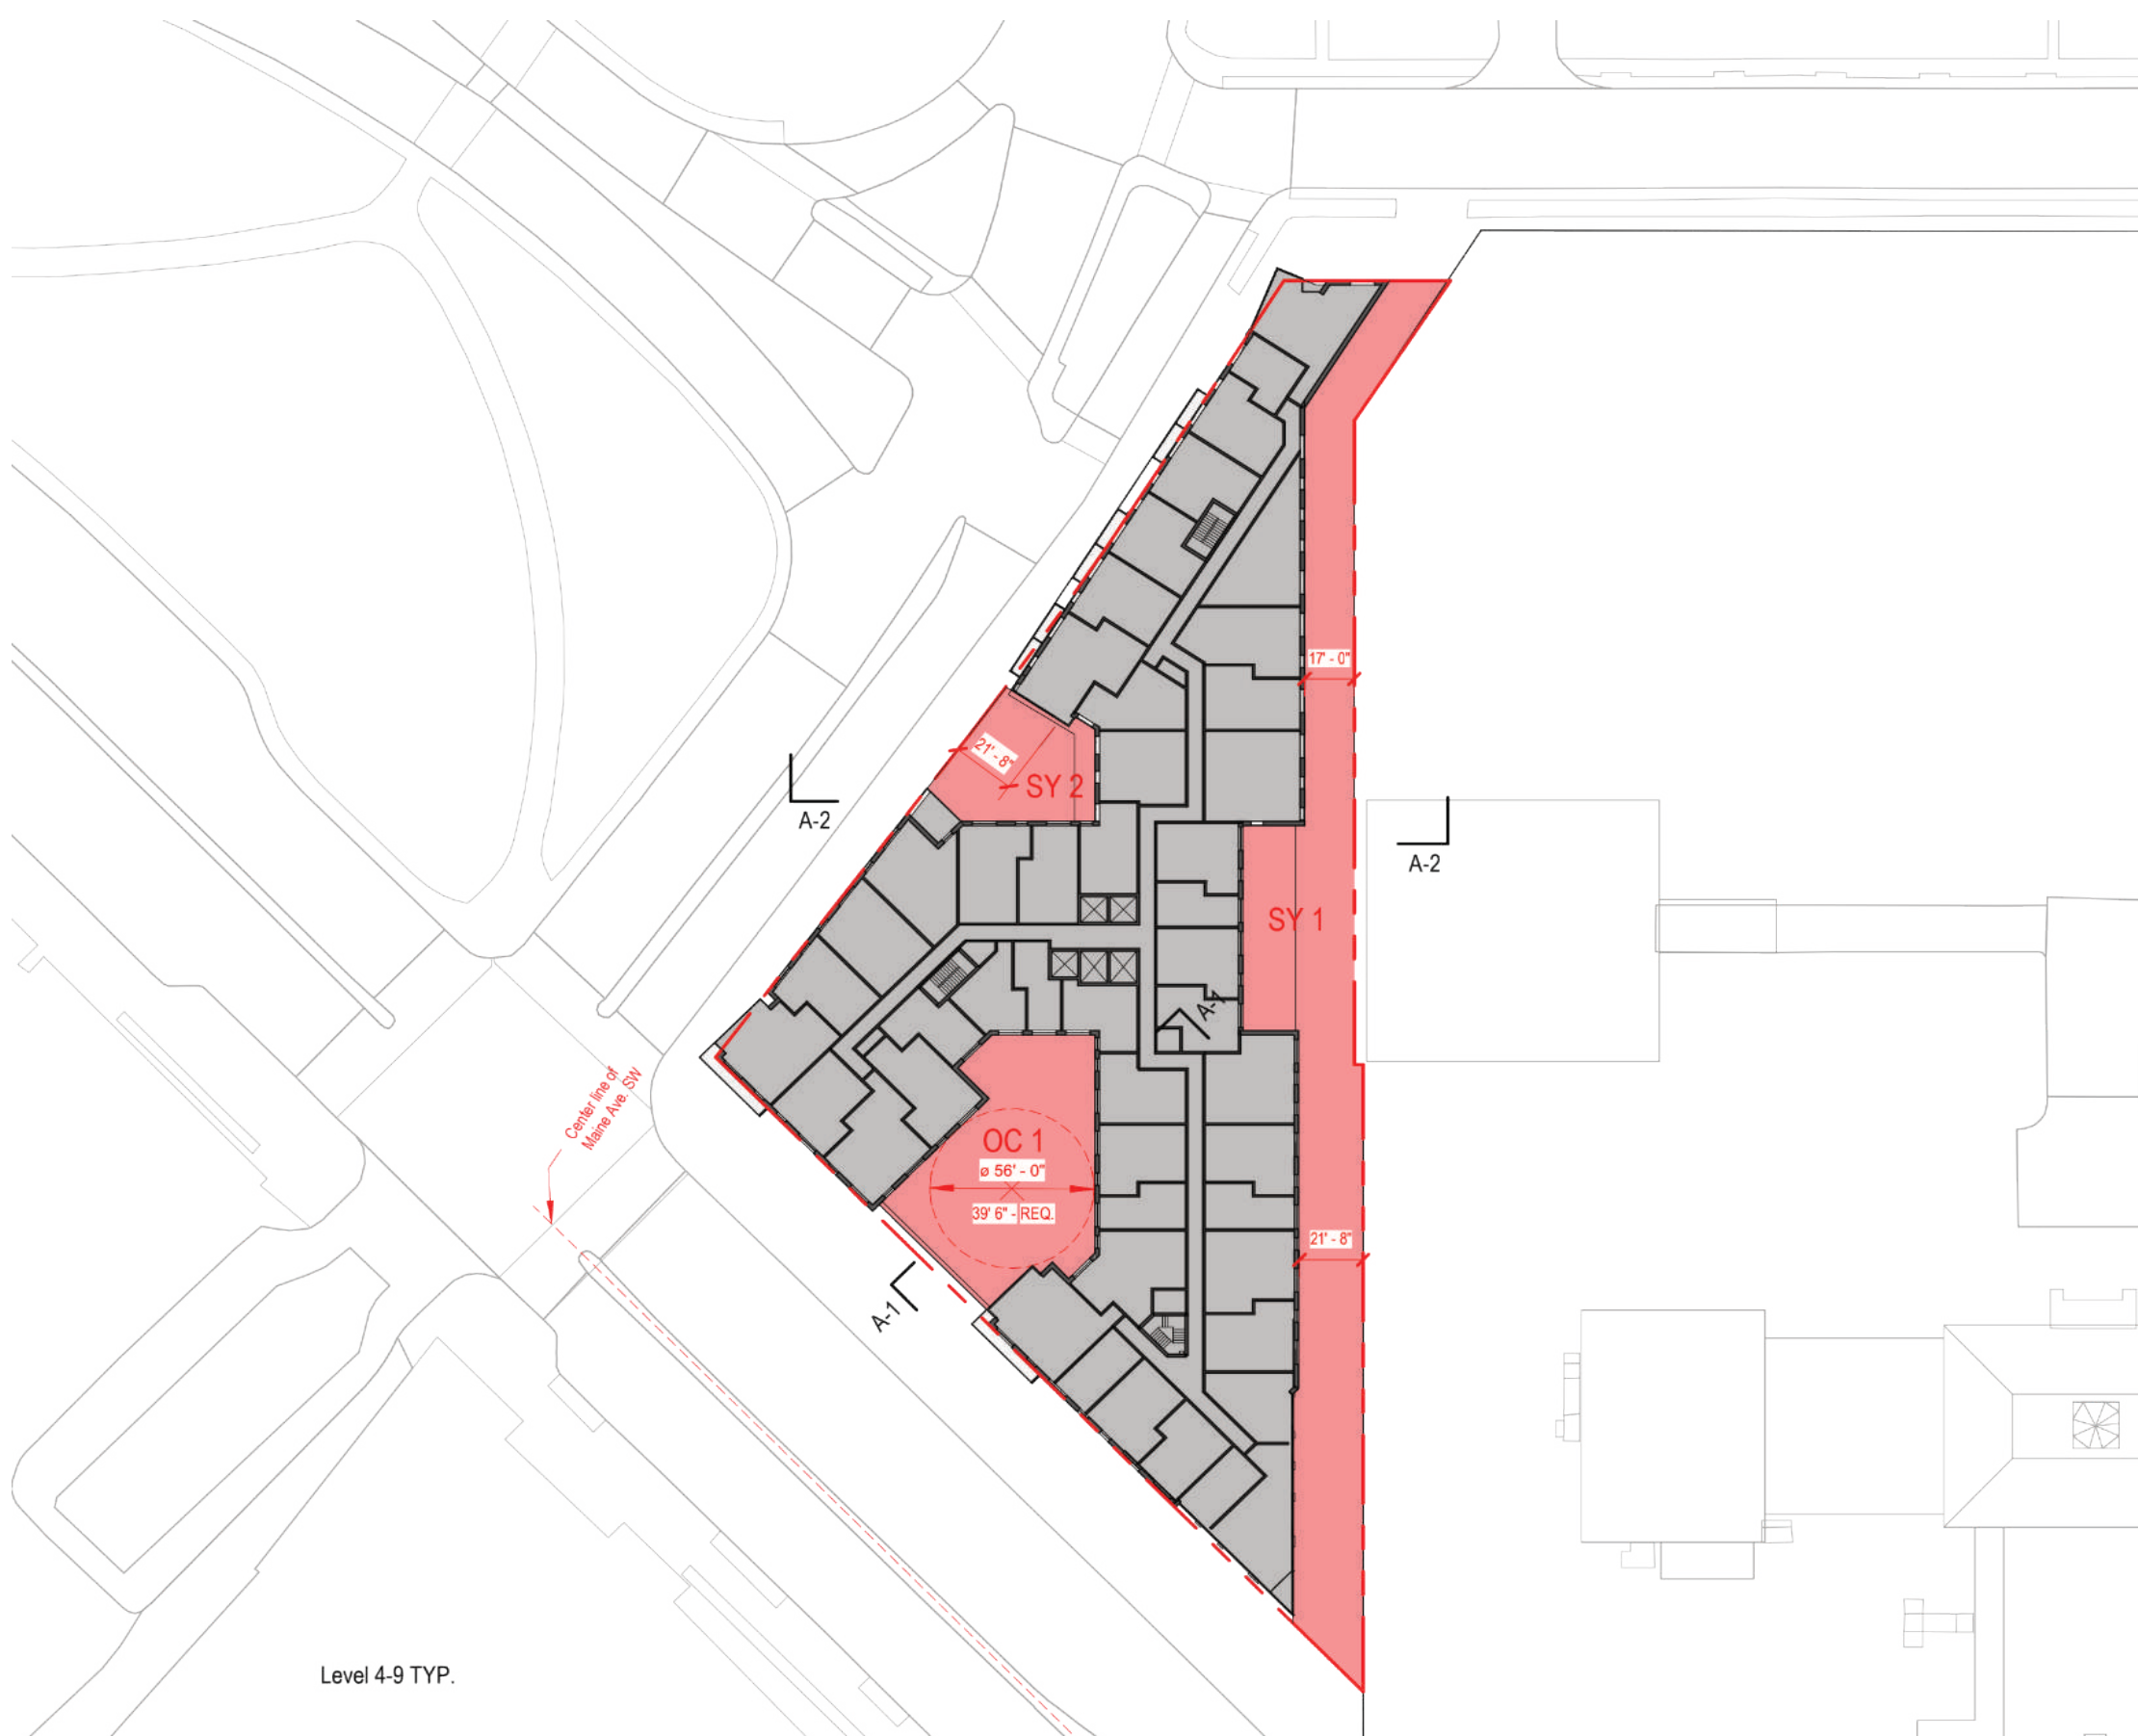 17' - 0"
21' - 8"
SY 2
A-2
A-2
SY 1
A-1
Center line of
Maine Ave. SW
OC 1
ø 56' - 0"
39' 6" - REQ.
21' - 8"
A-1
Level 4-9 TYP.